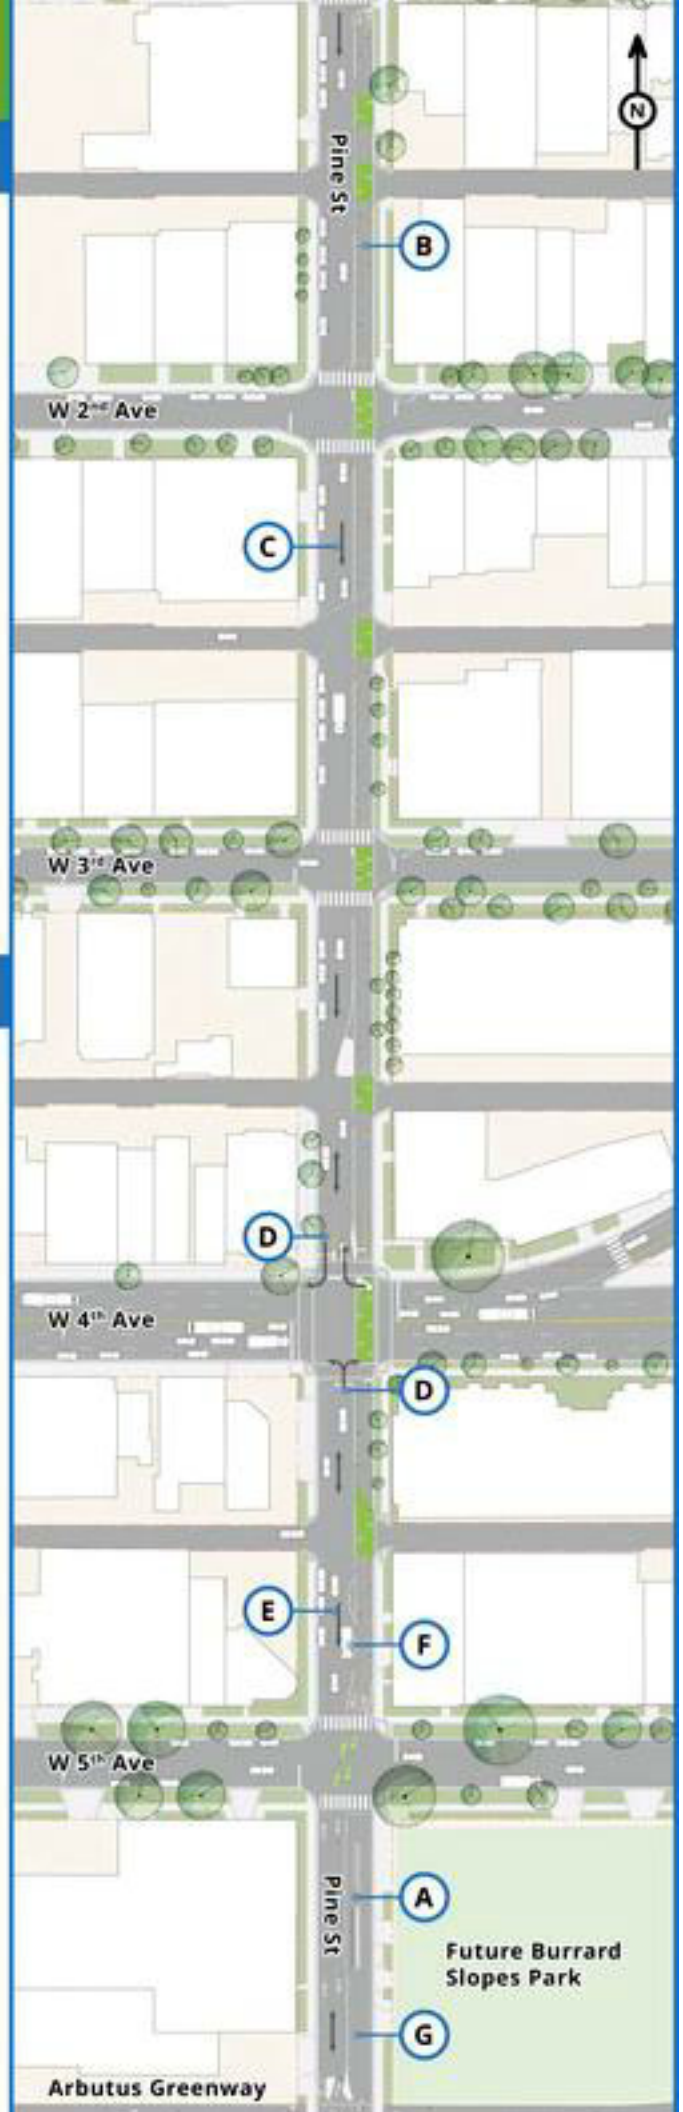 N
Pine St
B
W 2nd Ave
C
W 3rd Ave
D
W 4th Ave
D
E
F
W 5th Ave
A
Pine St
Future Burrard
Slopes Park
G
Arbutus Greenway